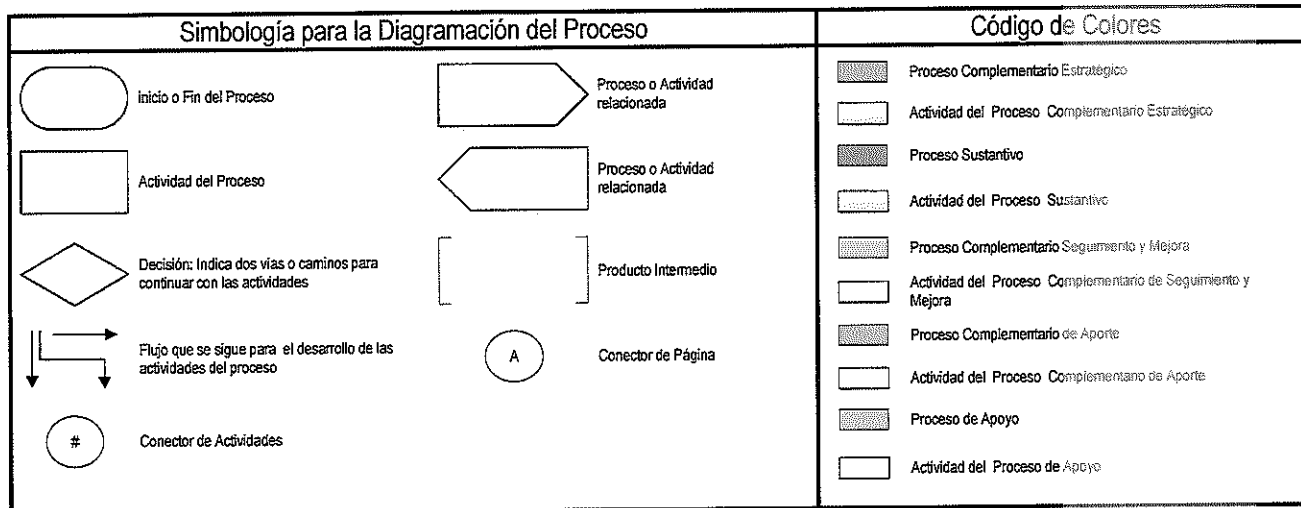 Simbología para la Diagramación del Proceso
inicio o Fin del Proceso
Proceso o Actividad
relacionada
Actividad del Proceso
Proceso o Actividad
relacionada
Decisión: Indica dos vías o caminos para
continuar con las actividades
Producto Intermedio
Flujo que se sigue para el desarrollo de las
actividades del proceso
A
Conector de Página
#
Conector de Actividades
Código de Colores
Proceso Complementario Estratégico
Actividad del Proceso Complementario Estratégico
Proceso Sustantivo
Actividad del Proceso Sustantivo
Proceso Complementario Seguimiento y Mejora
Actividad del Proceso Complementario de Seguimiento y
Mejora
Proceso Complementario de Aporte
Actividad del Proceso Complementario de Aporte
Proceso de Apoyo
Actividad del Proceso de Apoyo